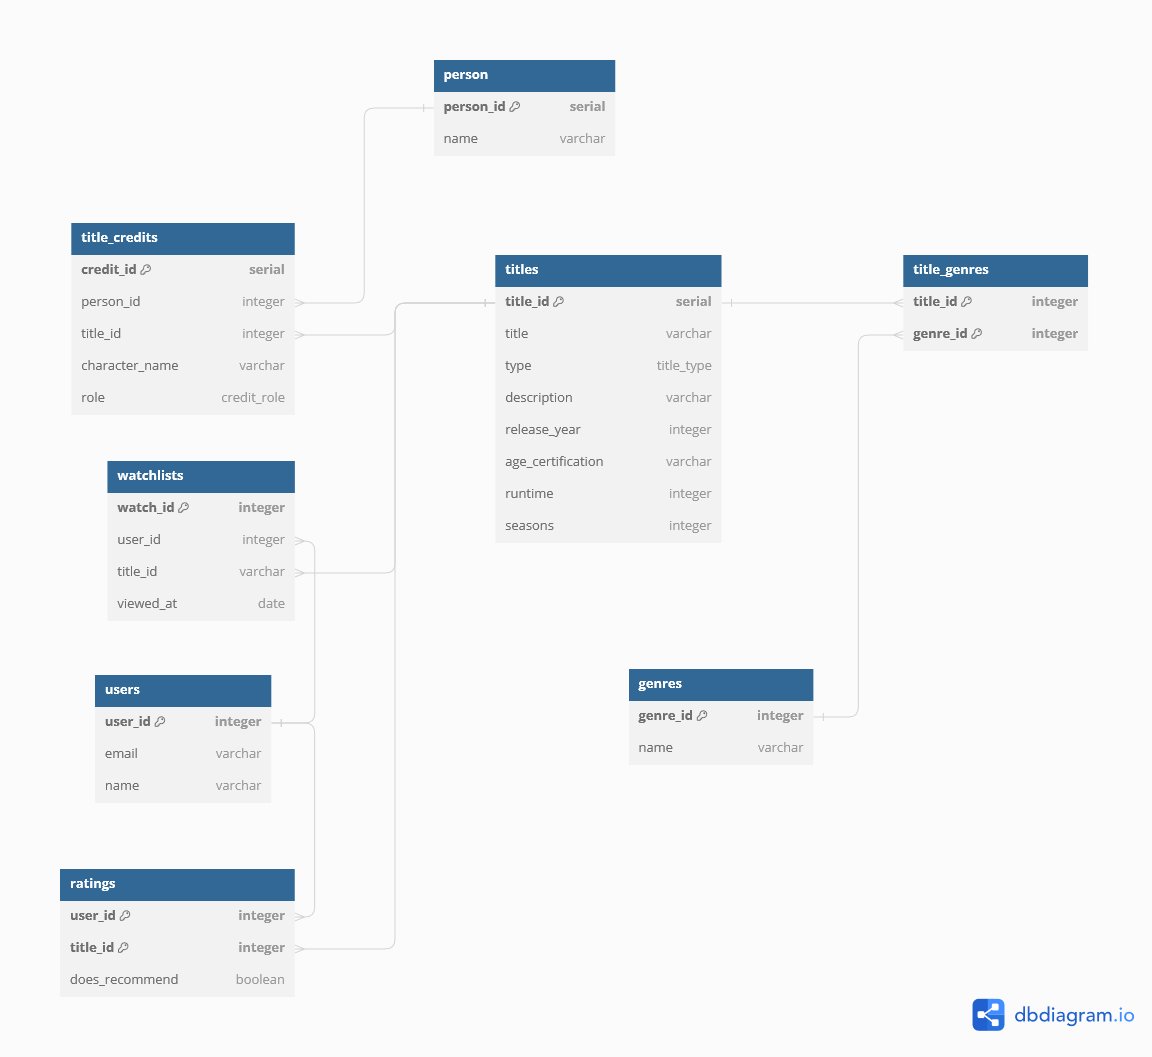 person
person_id serial
name varchar
title_credits
credit_id serial
person_id integer
title_id integer
character_name varchar
role credit_role
titles
title_id serial
title varchar
type title_type
description varchar
release_year integer
age_certification varchar
runtime integer
seasons integer
title_genres
title_id integer
genre_id integer
watchlists
watch_id integer
user_id integer
title_id varchar
viewed_at date
users
user_id integer
email varchar
name varchar
genres
genre_id integer
name varchar
ratings
user_id integer
title_id integer
does_recommend boolean
dbdiagram.io